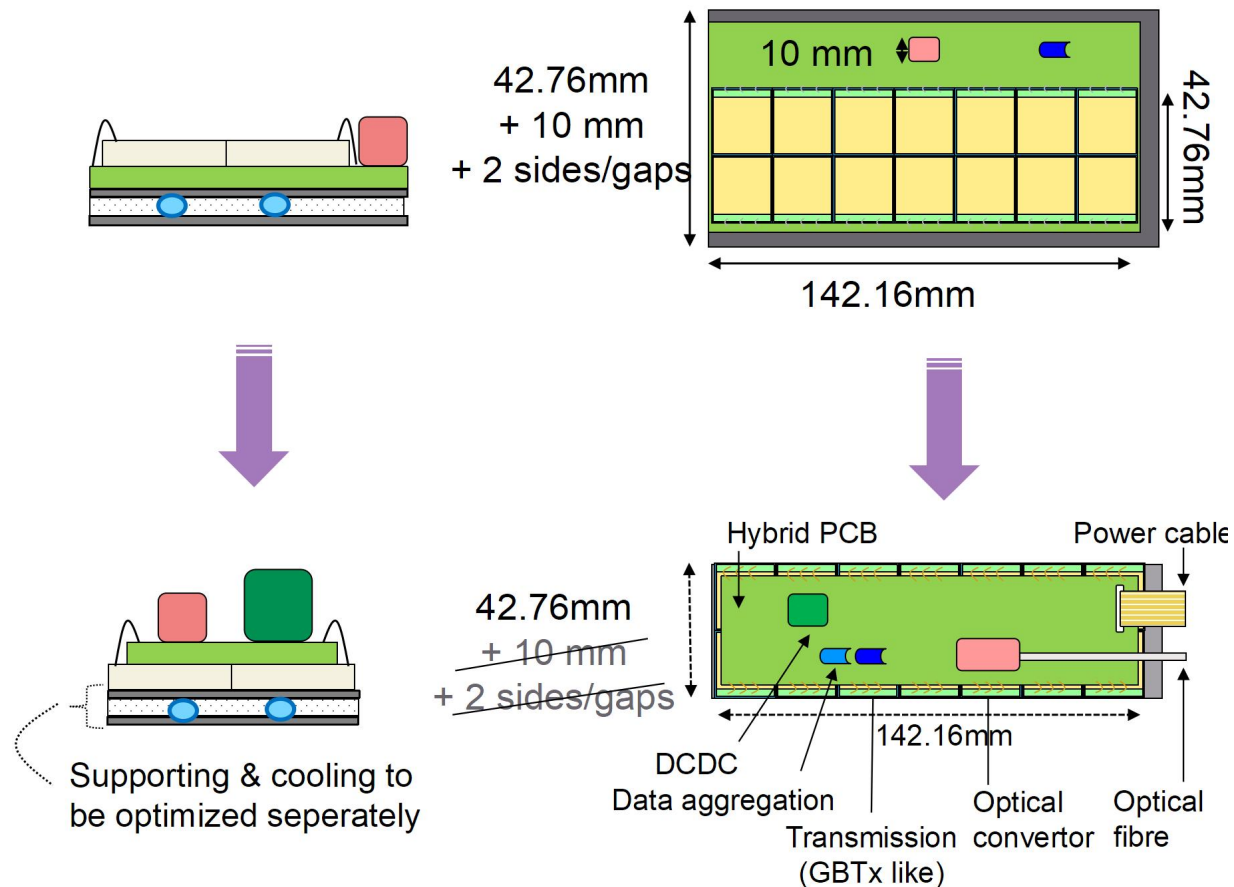 42.76mm
+ 10 mm
+ 2 sides/gaps
10 mm
42.76mm
142.16mm
Hybrid PCB
Power cable
42.76mm
+ 10 mm
+ 2 sides/gaps
142.16mm
Supporting & cooling to
be optimized seperately
DCDC
Data aggregation
Transmission
(GBTx like)
Optical
convertor
Optical
fibre